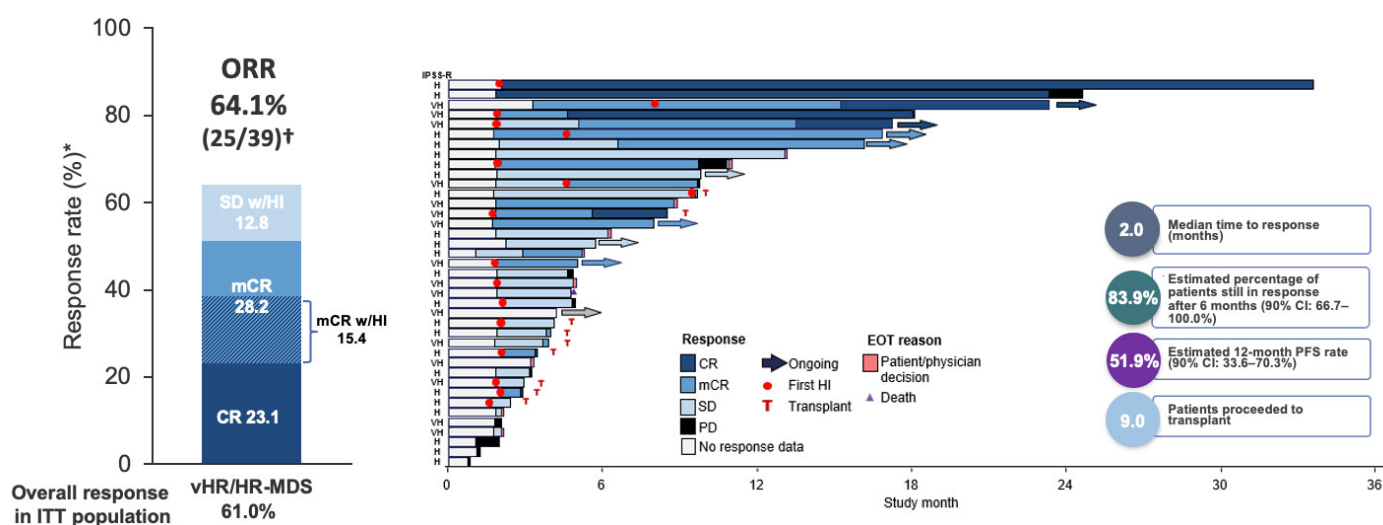 100
80
60
40
20
0
Response rate (%)*
ORR
64.1%
(25/39)†
SD w/HI
12.8
mCR
28.2
mCR w/HI
15.4
CR 23.1
Overall response
in ITT population
vHR/HR-MDS
61.0%
IPSS-R
H
H
VH
VH
VH
H
H
H
H
H
VH
H
VH
VH
VH
H
H
H
VH
H
VH
VH
H
VH
H
H
VH
H
VH
H
VH
H
H
H
VH
VH
H
H
H
Response
CR
mCR
SD
PD
No response data
Ongoing
First HI
Transplant
EOT reason
Patient/physician
decision
Death
0 6 12 18 24 30 36
Study month
2.0
Median time to response
(months)
83.9%
Estimated percentage of
patients still in response
after 6 months (90% CI: 66.7–
100.0%)
51.9%
Estimated 12-month PFS rate
(90% CI: 33.6–70.3%)
9.0
Patients proceeded to
transplant